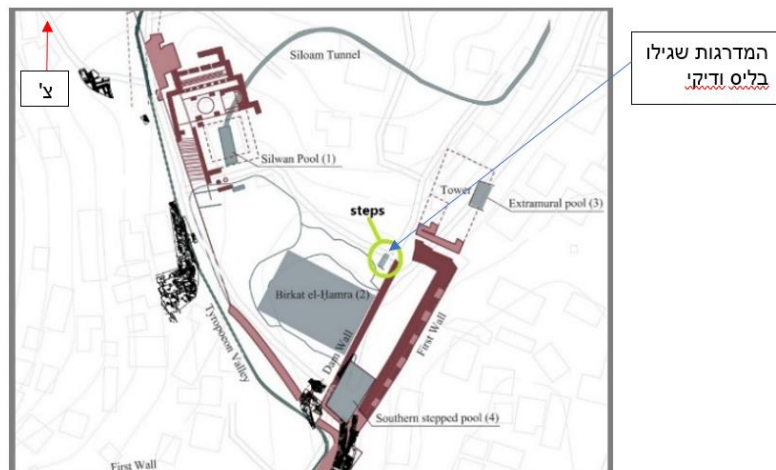 צ'
המדרגות שגילו
בליס ודיקי
Siloam Tunnel
Silwan Pool (1)
Tower
Extramural pool (3)
steps
Birkat el-Ḥamra (2)
Tyropoeon Valley
Dam Wall
First Wall
Southern stepped pool (4)
First Wall